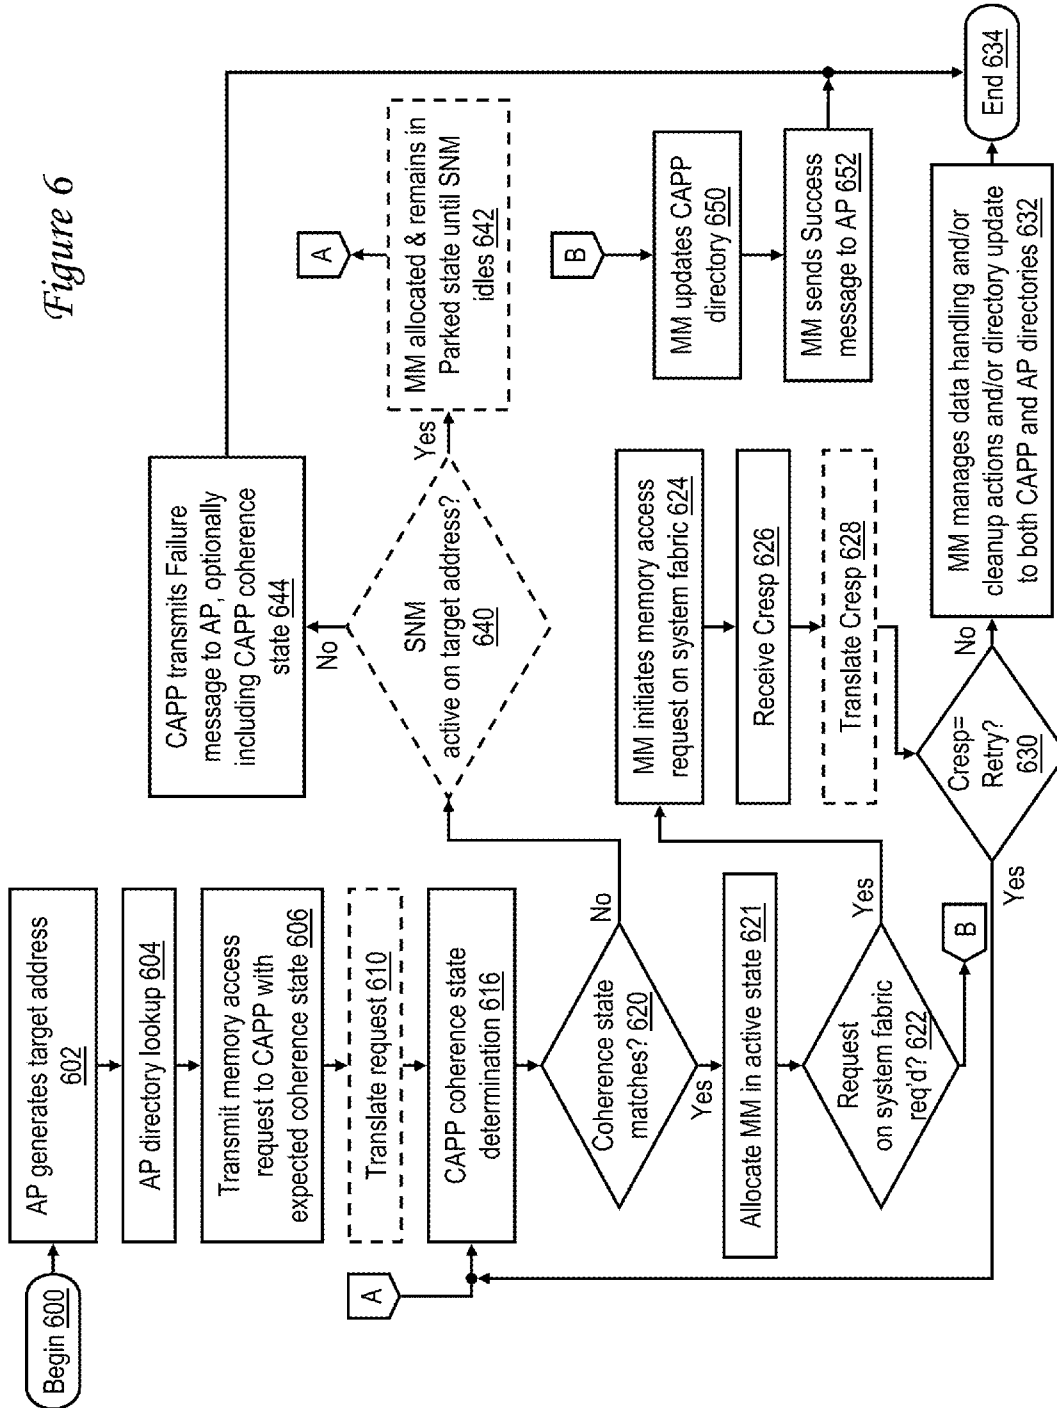 Figure 6
Begin 600
AP generates target address
602
AP directory lookup 604
Transmit memory access
request to CAPP with
expected coherence state 606
Translate request 610
A
CAPP coherence state
determination 616
Coherence state
matches? 620
No
Yes
Allocate MM in active state 621
Request
on system fabric
req'd? 622
Yes
B
SNM
active on target address?
640
No
Yes
CAPP transmits Failure
message to AP, optionally
including CAPP coherence
state 644
MM allocated & remains in
Parked state until SNM
idles 642
A
MM initiates memory access
request on system fabric 624
Receive Cresp 626
Translate Cresp 628
Cresp=
Retry?
630
Yes
No
B
MM updates CAPP
directory 650
MM sends Success
message to AP 652
MM manages data handling and/or
cleanup actions and/or directory update
to both CAPP and AP directories 632
End 634